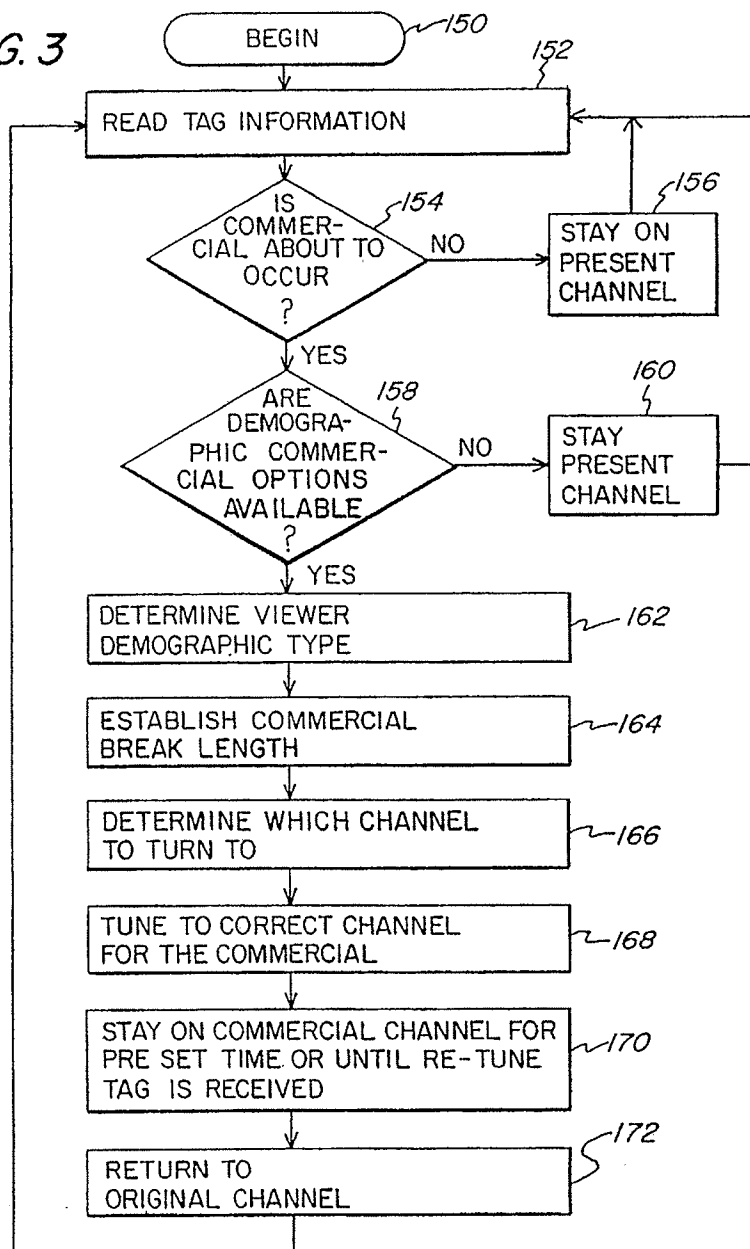 G. 3
BEGIN
150
152
READ TAG INFORMATION
IS
COMMER-
CIAL ABOUT TO
OCCUR
?
154
NO
156
STAY ON
PRESENT
CHANNEL
YES
ARE
DEMOGRA-
PHIC COMMER-
CIAL OPTIONS
AVAILABLE
?
158
NO
160
STAY
PRESENT
CHANNEL
YES
DETERMINE VIEWER
DEMOGRAPHIC TYPE
162
ESTABLISH COMMERCIAL
BREAK LENGTH
164
DETERMINE WHICH CHANNEL
TO TURN TO
166
TUNE TO CORRECT CHANNEL
FOR THE COMMERCIAL
168
STAY ON COMMERCIAL CHANNEL FOR
PRE SET TIME OR UNTIL RE-TUNE
TAG IS RECEIVED
170
RETURN TO
ORIGINAL CHANNEL
172